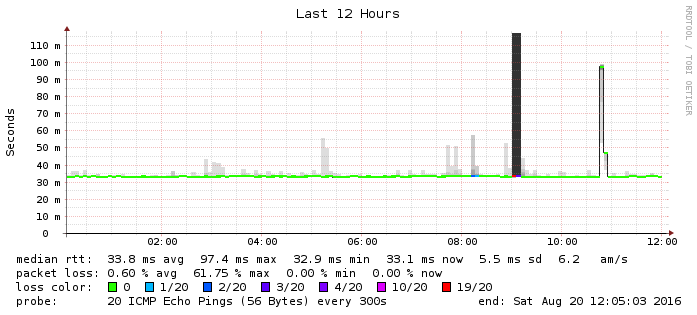 Last 12 Hours
RRDTOOL / TOBI OETIKER
Seconds
110 m
100 m
90 m
80 m
70 m
60 m
50 m
40 m
30 m
20 m
10 m
0
02:00 04:00 06:00 08:00 10:00 12:00
median rtt: 33.8 ms avg 97.4 ms max 32.9 ms min 33.1 ms now 5.5 ms sd 6.2 am/s
packet loss: 0.60 % avg 61.75 % max 0.00 % min 0.00 % now
loss color: 0 1/20 2/20 3/20 4/20 10/20 19/20
probe: 20 ICMP Echo Pings (56 Bytes) every 300s end: Sat Aug 20 12:05:03 2016